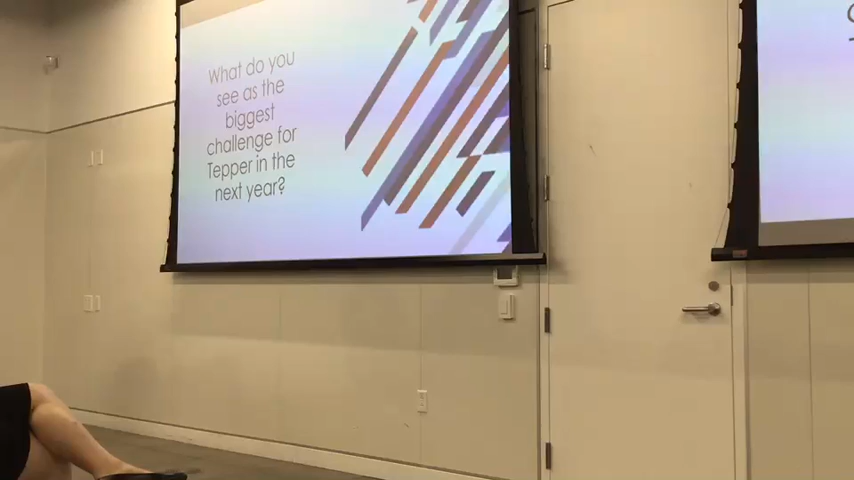 What do you
see as the
biggest
challenge for
Tepper in the
next year?